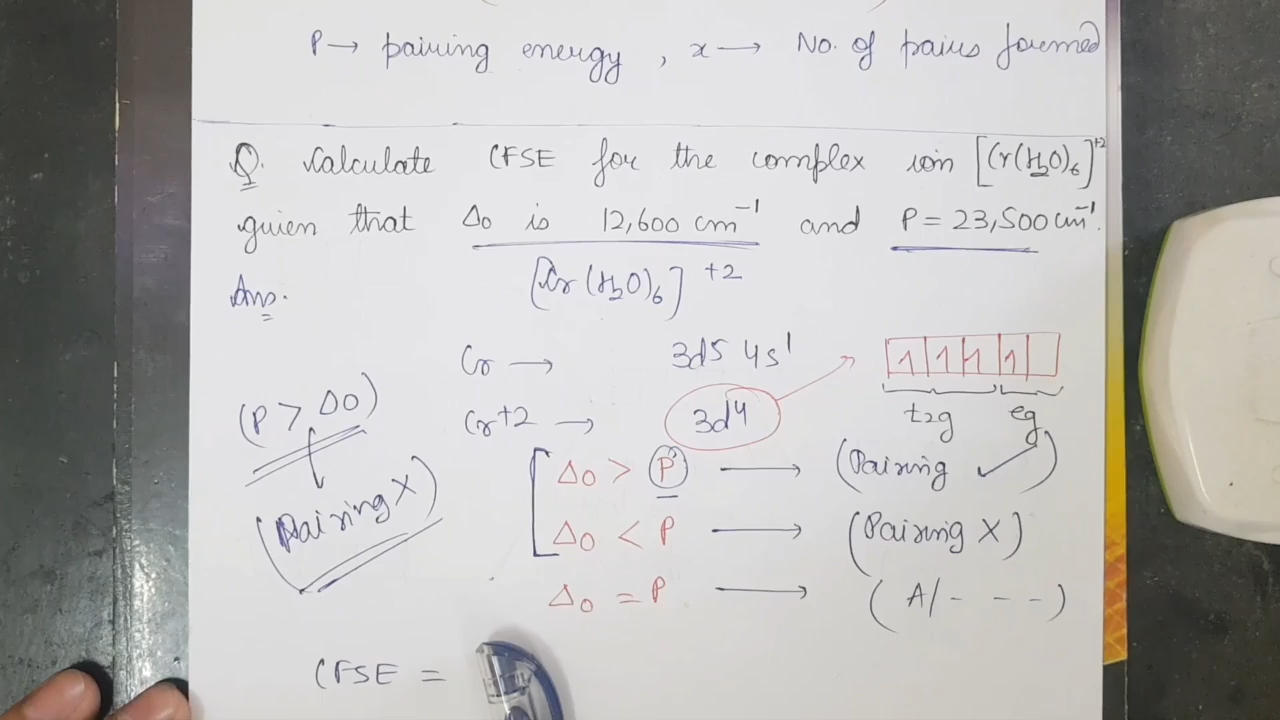 P → pairing energy , x → No. of pairs formed
Q. Calculate CFSE for the complex ion [Cr(H₂O)₆]⁺²
given that Δo is 12,600 cm⁻¹ and P = 23,500 cm⁻¹.
Ans. [Cr(H₂O)₆]⁺²
Cr → 3d5 4s¹
1 1 1 1
t₂g eg
(P > Δo)
Cr⁺² → 3d⁴
Δo > P → (Pairing ✓)
(Pairing X)
Δo < P → (Pairing X)
Δo = P → ( A/- - - )
CFSE =